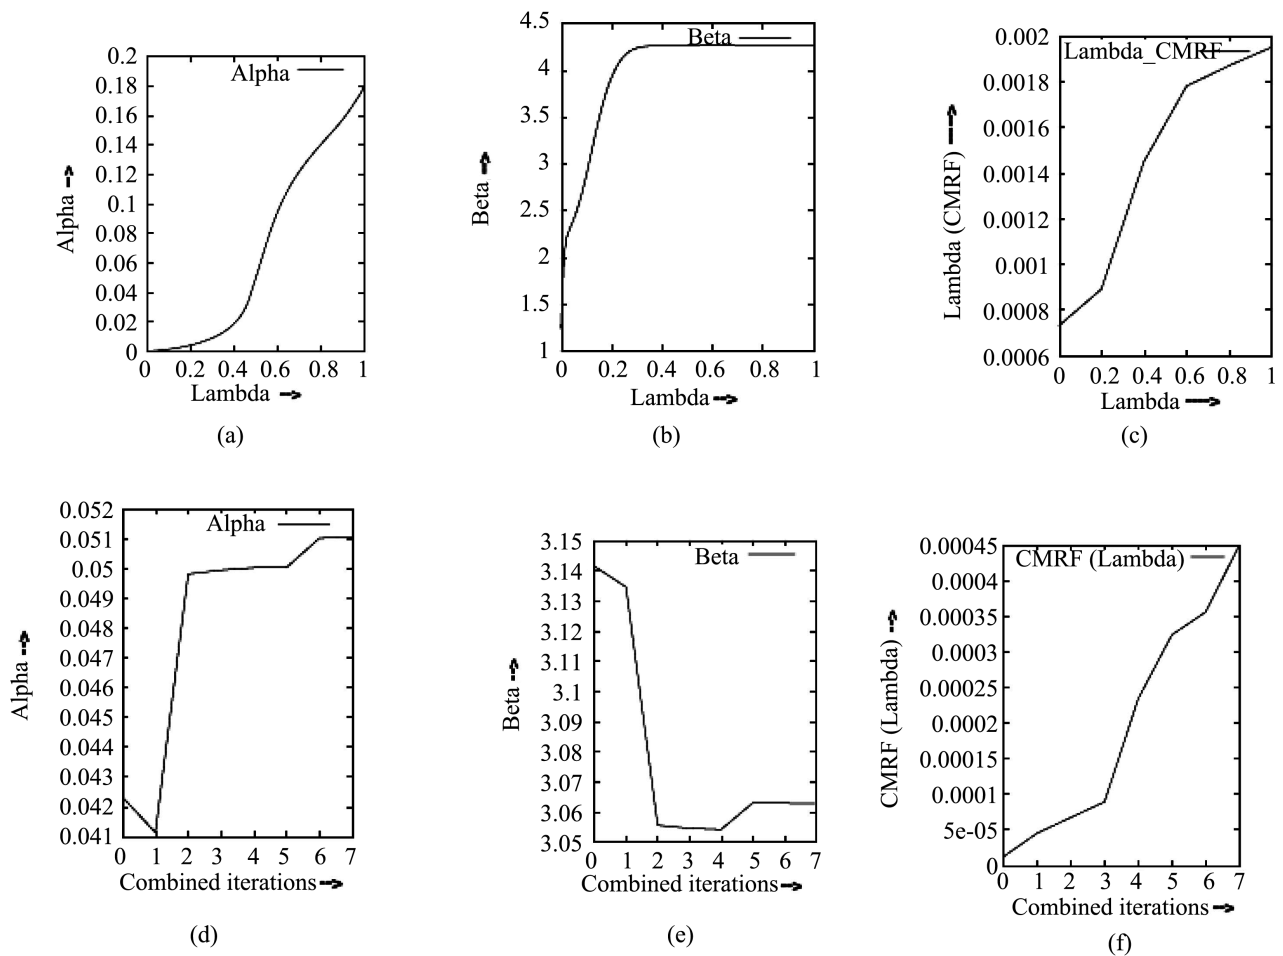 0.2
0.18
0.16
0.14
0.12
0.1
0.08
0.06
0.04
0.02
0
Alpha
Alpha
0 0.2 0.4 0.6 0.8 1
Lambda
(a)
4.5
4
3.5
3
2.5
2
1.5
1
Beta
Beta
0 0.2 0.4 0.6 0.8 1
Lambda
(b)
0.002
0.0018
0.0016
0.0014
0.0012
0.001
0.0008
0.0006
Lambda (CMRF)
Lambda_CMRF
0 0.2 0.4 0.6 0.8 1
Lambda
(c)
0.052
0.051
0.05
0.049
0.048
0.047
0.046
0.045
0.044
0.043
0.042
0.041
Alpha
Alpha
0 1 2 3 4 5 6 7
Combined iterations
(d)
3.15
3.14
3.13
3.12
3.11
3.1
3.09
3.08
3.07
3.06
3.05
Beta
Beta
0 1 2 3 4 5 6 7
Combined iterations
(e)
0.00045
0.0004
0.00035
0.0003
0.00025
0.0002
0.00015
0.0001
5e-05
0
CMRF (Lambda)
CMRF (Lambda)
0 1 2 3 4 5 6 7
Combined iterations
(f)